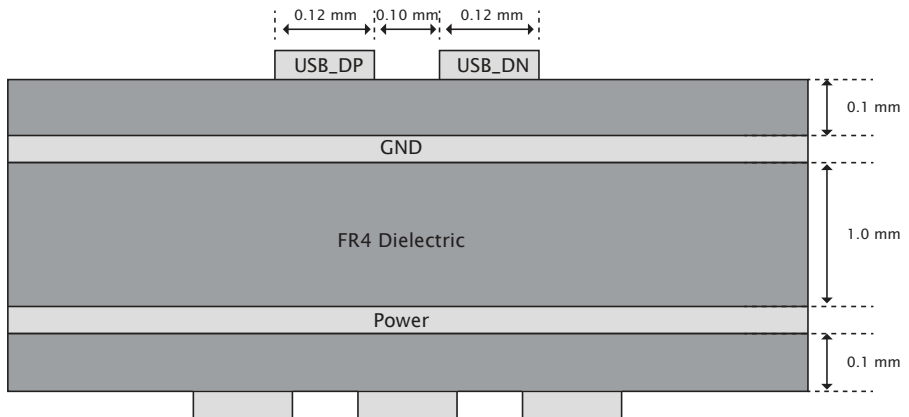 0.12 mm 0.10 mm 0.12 mm
USB_DP USB_DN
0.1 mm
GND
FR4 Dielectric
1.0 mm
Power
0.1 mm